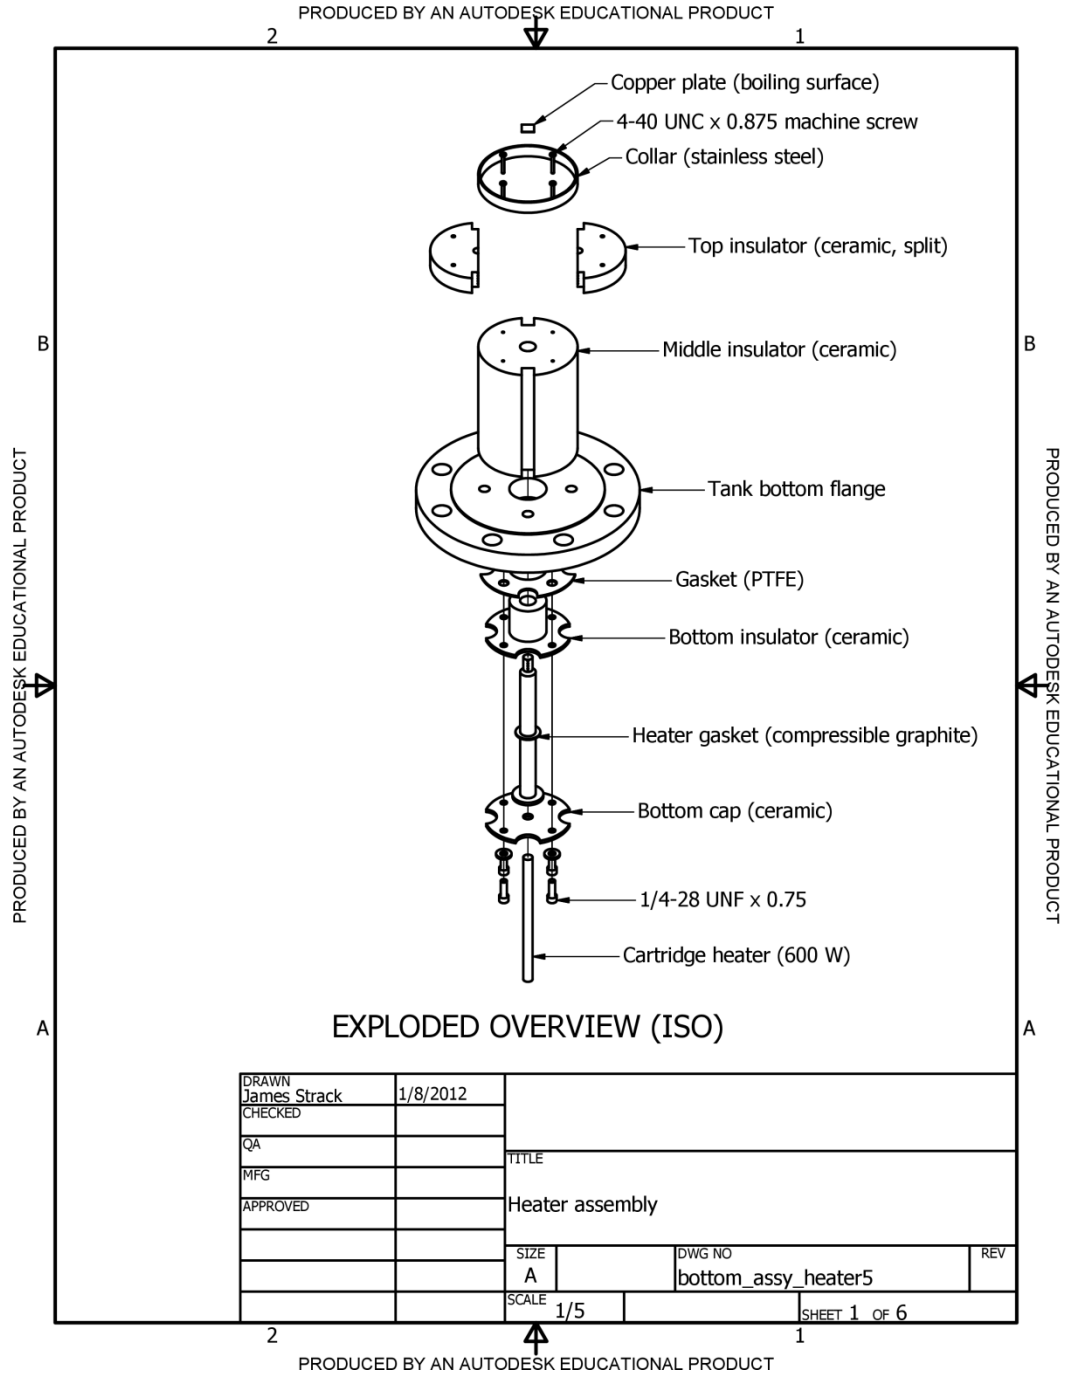 PRODUCED BY AN AUTODESK EDUCATIONAL PRODUCT
2 1
Copper plate (boiling surface)
4-40 UNC x 0.875 machine screw
Collar (stainless steel)
Top insulator (ceramic, split)
B B
Middle insulator (ceramic)
PRODUCED BY AN AUTODESK EDUCATIONAL PRODUCT
PRODUCED BY AN AUTODESK EDUCATIONAL PRODUCT
Tank bottom flange
Gasket (PTFE)
Bottom insulator (ceramic)
Heater gasket (compressible graphite)
Bottom cap (ceramic)
1/4-28 UNF x 0.75
Cartridge heater (600 W)
A A
EXPLODED OVERVIEW (ISO)
DRAWN
James Strack 1/8/2012
CHECKED
QA
MFG
APPROVED
TITLE
Heater assembly
SIZE
A
DWG NO
bottom_assy_heater5
REV
SCALE 1/5
SHEET 1 OF 6
2 1
PRODUCED BY AN AUTODESK EDUCATIONAL PRODUCT